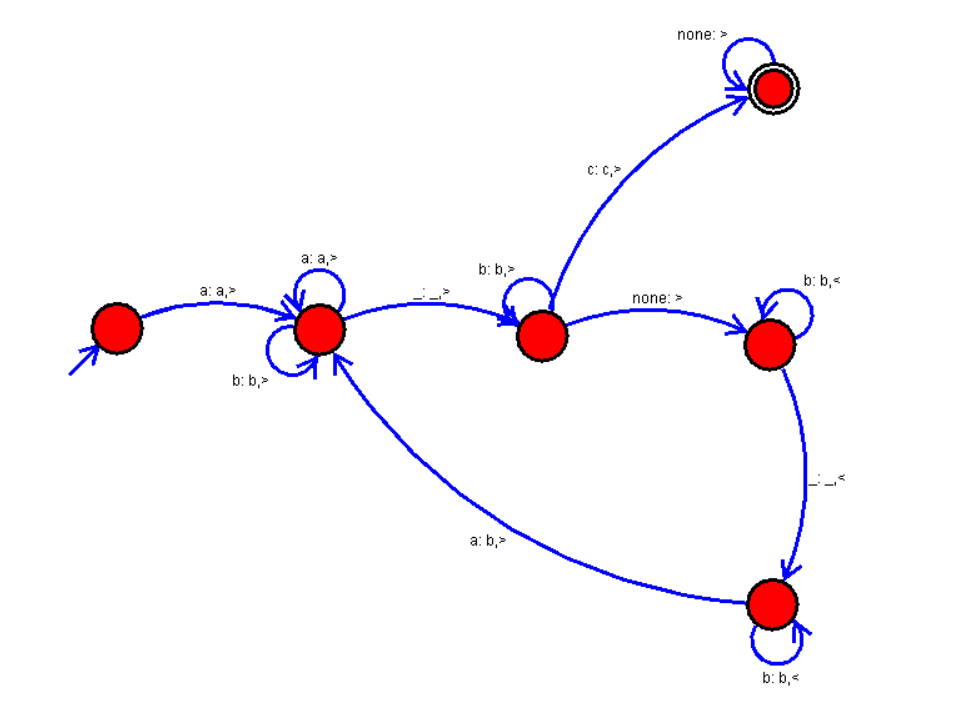 none: >
c: c,>
a: a,>
b: b,>
a: a,>
_: _,>
none: >
b: b,<
b: b,>
_: _,<
a: b,>
b: b,<